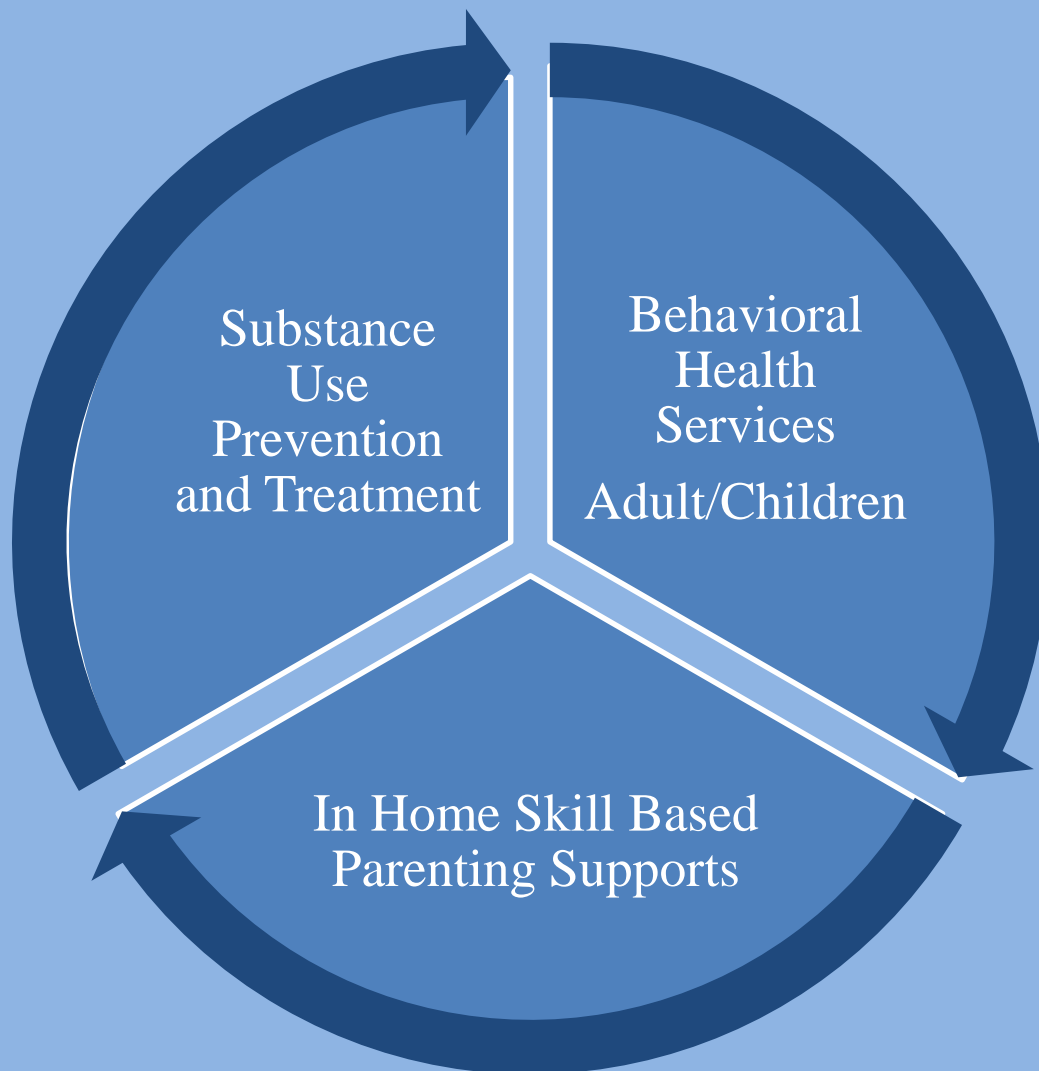 Substance
Use
Prevention
and Treatment
Behavioral
Health
Services
Adult/Children
In Home Skill Based
Parenting Supports